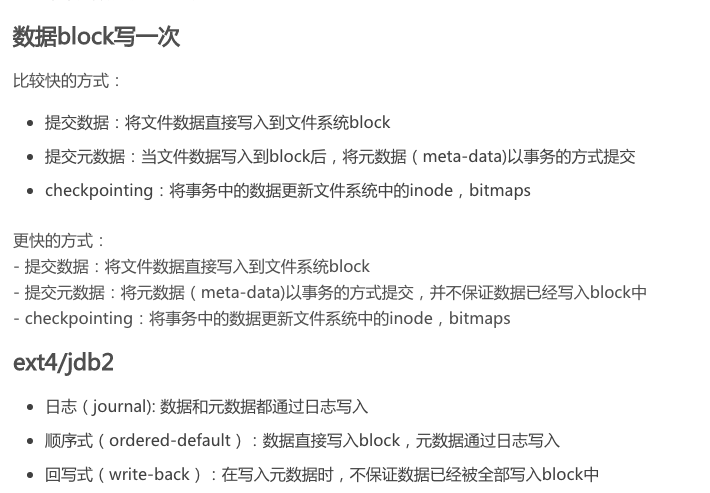 数据block写一次
比较快的方式：
• 提交数据：将文件数据直接写入到文件系统block
• 提交元数据：当文件数据写入到block后，将元数据（meta-data)以事务的方式提交
• checkpointing：将事务中的数据更新文件系统中的inode，bitmaps
更快的方式：
- 提交数据：将文件数据直接写入到文件系统block
- 提交元数据：将元数据（meta-data)以事务的方式提交，并不保证数据已经写入block中
- checkpointing：将事务中的数据更新文件系统中的inode，bitmaps
ext4/jdb2
• 日志（journal): 数据和元数据都通过日志写入
• 顺序式（ordered-default）：数据直接写入block，元数据通过日志写入
• 回写式（write-back）：在写入元数据时，不保证数据已经被全部写入block中